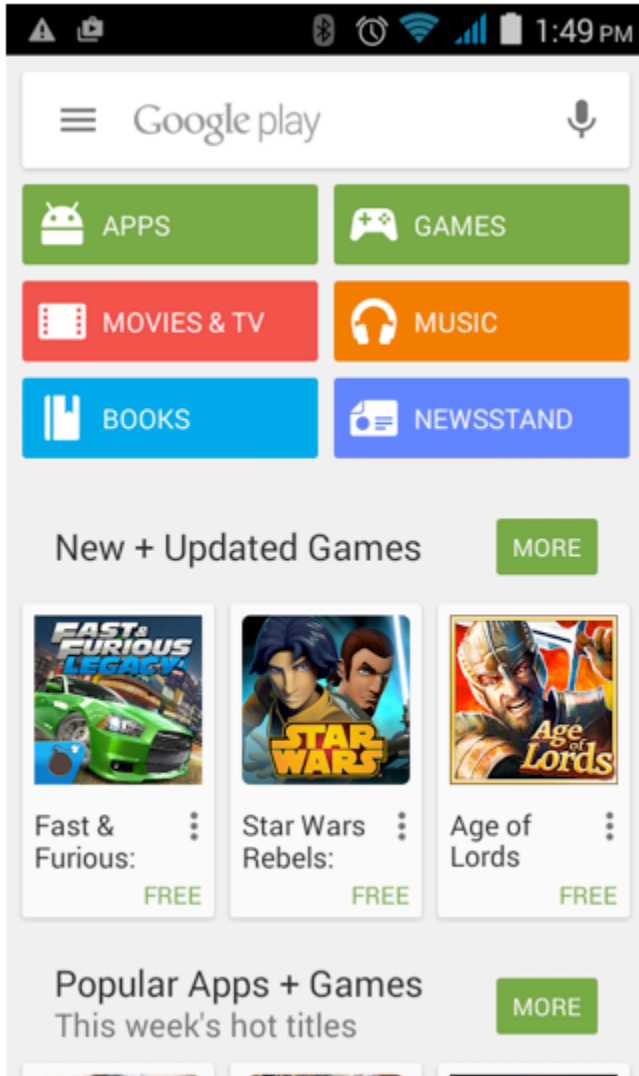 1:49 PM
Google play
APPS
GAMES
MOVIES & TV
MUSIC
BOOKS
NEWSSTAND
New + Updated Games
MORE
FAST &
FURIOUS
LEGACY
STAR
WARS
Age
of
Lords
Fast &
Furious:
FREE
Star Wars
Rebels:
FREE
Age of
Lords
FREE
Popular Apps + Games
This week's hot titles
MORE